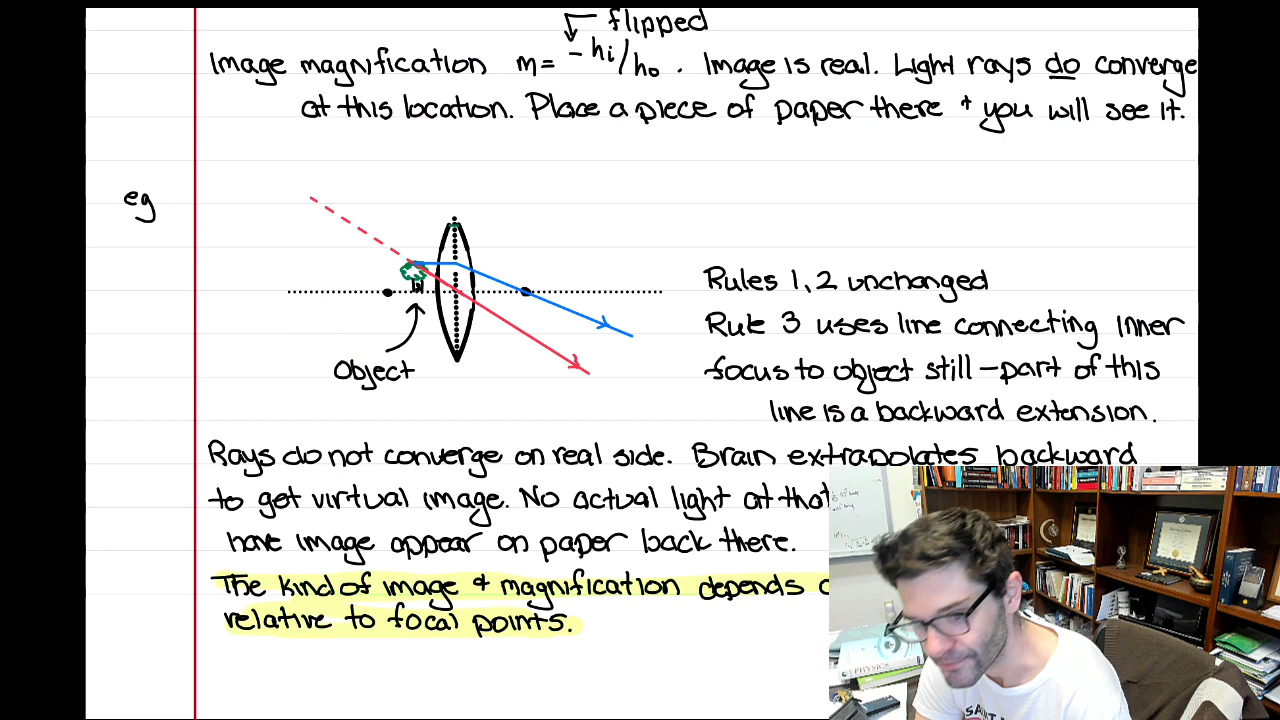 flipped
Image magnification m= -hi/ho. Image is real. Light rays do converge
at this location. Place a piece of paper there + you will see it.
eg
Rules 1, 2 unchanged
Rule 3 uses line connecting inner
focus to object still - part of this
line is a backward extension.
Object
Rays do not converge on real side. Brain extrapolates backward
to get virtual image. No actual light at that
have image appear on paper back there.
The kind of image + magnification depends
relative to focal points.
PHYSICS
SAINT